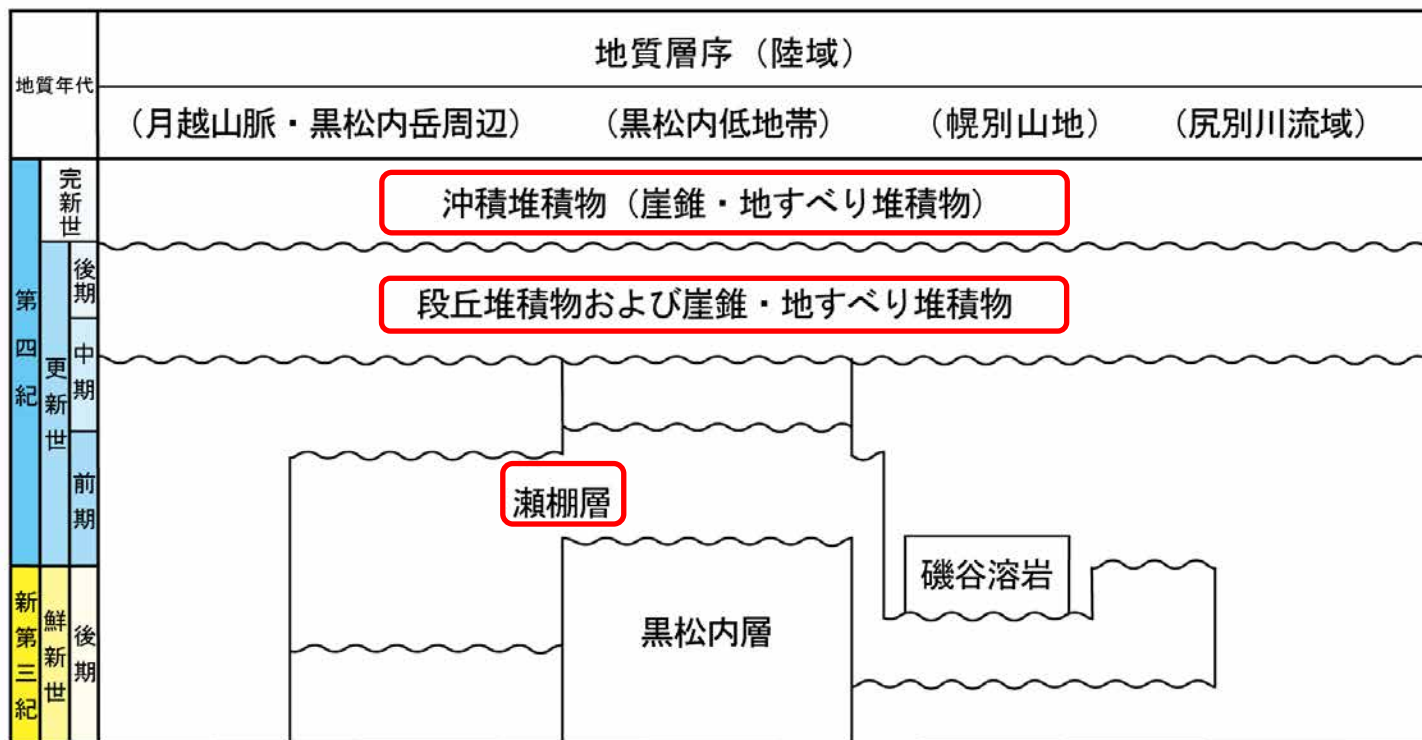 地質年代
地質層序（陸域）
（月越山脈・黒松内岳周辺）
（黒松内低地帯）
（幌別山地）
（尻別川流域）
第四紀
完新世
沖積堆積物（崖錐・地すべり堆積物）
更新世
後期
段丘堆積物および崖錐・地すべり堆積物
中期
前期
瀬棚層
新第三紀
鮮新世
後期
黒松内層
磯谷溶岩